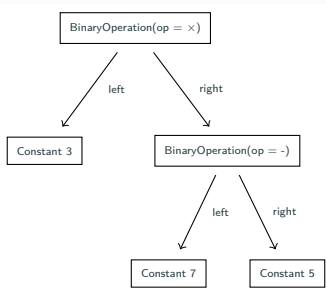 BinaryOperation(op = ×)
left
right
Constant 3
BinaryOperation(op = -)
left
right
Constant 7
Constant 5